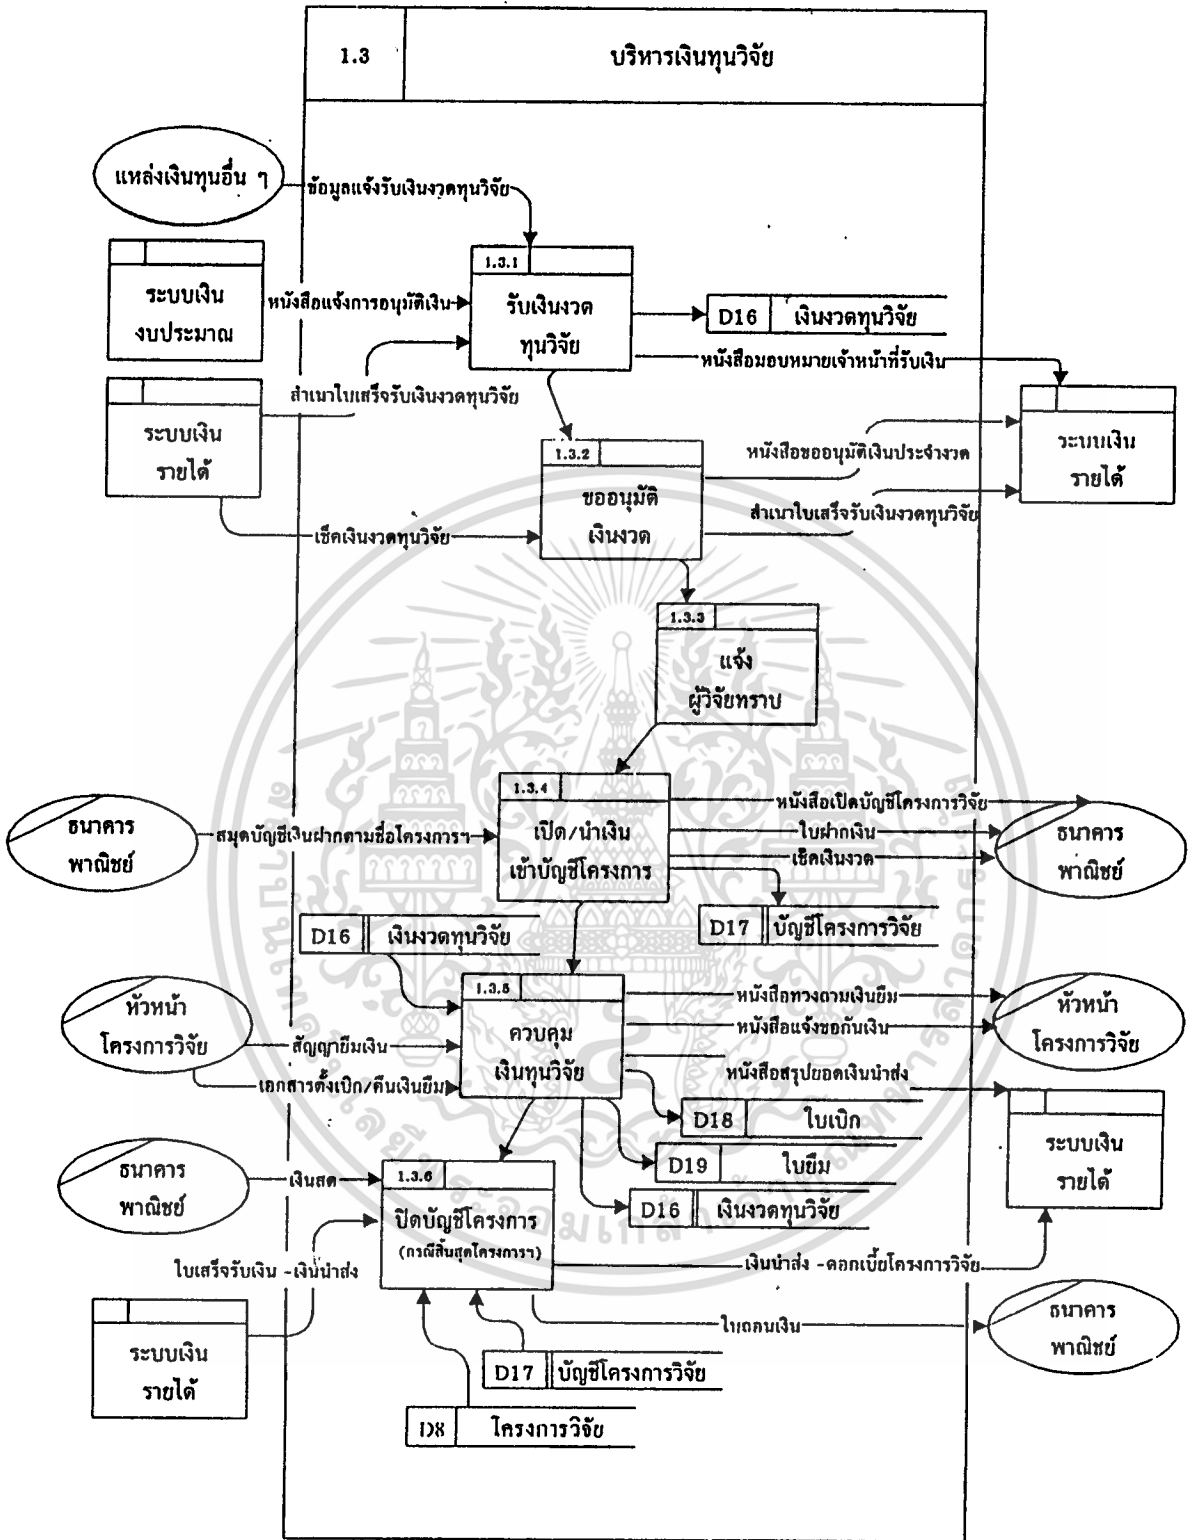 1.3
บริหารเงินทุนวิจัย
แหล่งเงินทุนอื่น ๆ
ข้อมูลแจ้งรับเงินงวดทุนวิจัย
ระบบเงิน
งบประมาณ
หนังสือแจ้งการอนุมัติเงิน
1.3.1
รับเงินงวด
ทุนวิจัย
D16
เงินงวดทุนวิจัย
หนังสือมอบหมายเจ้าหน้าที่รับเงิน
สำเนาใบเสร็จรับเงินงวดทุนวิจัย
ระบบเงิน
รายได้
ระบบเงิน
รายได้
1.3.2
ขออนุมัติ
เงินงวด
หนังสือขออนุมัติเงินประจำงวด
สำเนาใบเสร็จรับเงินงวดทุนวิจัย
เช็คเงินงวดทุนวิจัย
1.3.3
แจ้ง
ผู้วิจัยทราบ
ธนาคาร
พาณิชย์
สมุดบัญชีเงินฝากตามชื่อโครงการฯ
1.3.4
เปิด/นำเงิน
เข้าบัญชีโครงการ
หนังสือเปิดบัญชีโครงการวิจัย
ใบฝากเงิน
เช็คเงินงวด
ธนาคาร
พาณิชย์
D17
บัญชีโครงการวิจัย
D16
เงินงวดทุนวิจัย
หัวหน้า
โครงการวิจัย
สัญญายืมเงิน
เอกสารตั้งเบิก/คืนเงินยืม
1.3.5
ควบคุม
เงินทุนวิจัย
หนังสือทวงถามเงินยืม
หนังสือแจ้งขอกันเงิน
หัวหน้า
โครงการวิจัย
หนังสือสรุปยอดเงินนำส่ง
D18
ใบเบิก
D19
ใบยืม
D16
เงินงวดทุนวิจัย
ระบบเงิน
รายได้
ธนาคาร
พาณิชย์
เงินสด
1.3.6
ปิดบัญชีโครงการ
(กรณีสิ้นสุดโครงการฯ)
ใบเสร็จรับเงิน -เงินนำส่ง
เงินนำส่ง -ดอกเบี้ยโครงการวิจัย
ใบถอนเงิน
ธนาคาร
พาณิชย์
ระบบเงิน
รายได้
D17
บัญชีโครงการวิจัย
D8
โครงการวิจัย